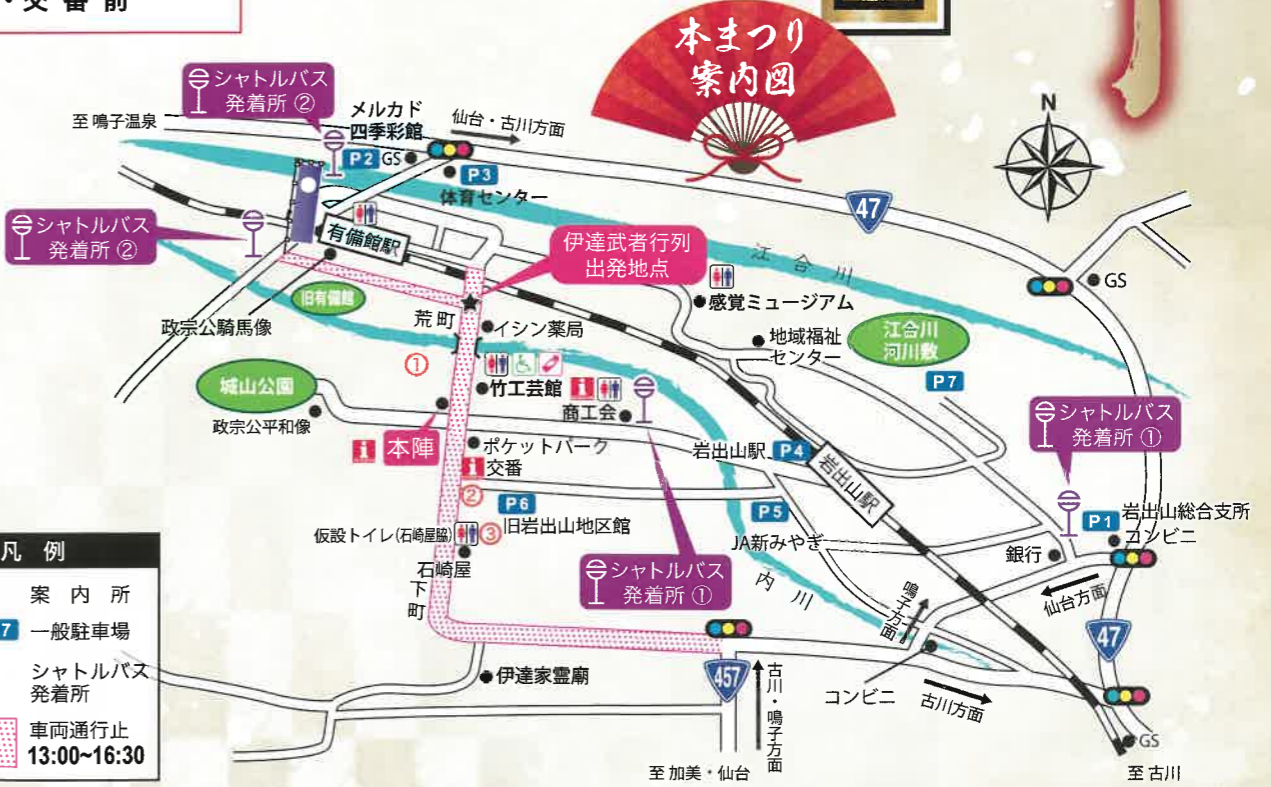 ・交番前
本まつり
案内図
シャトルバス
発着所 ②
メルカド
四季彩館
仙台・古川方面
至 鳴子温泉
P2
GS
P3
体育センター
N
47
シャトルバス
発着所 ②
有備館駅
伊達武者行列
出発地点
江合川
GS
旧有備館
感覚ミュージアム
政宗公騎馬像
荒町
イシン薬局
地域福祉
センター
江合川
河川敷
①
P7
城山公園
竹工芸館
商工会
シャトルバス
発着所 ①
政宗公平和像
本陣
ポケットパーク
交番
岩出山駅
P4
岩出山駅
②
P6
旧岩出山地区館
P5
P1
岩出山総合支所
コンビニ
仮設トイレ(石崎屋脇)
③
JA新みやぎ
銀行
石崎屋
下町
シャトルバス
発着所 ①
内川
鳴子方面
仙台方面
47
457
伊達家霊廟
古川・鳴子方面
コンビニ
古川方面
GS
至 加美・仙台
至 古川
凡例
案内所
7
一般駐車場
シャトルバス
発着所
車両通行止
13:00~16:30